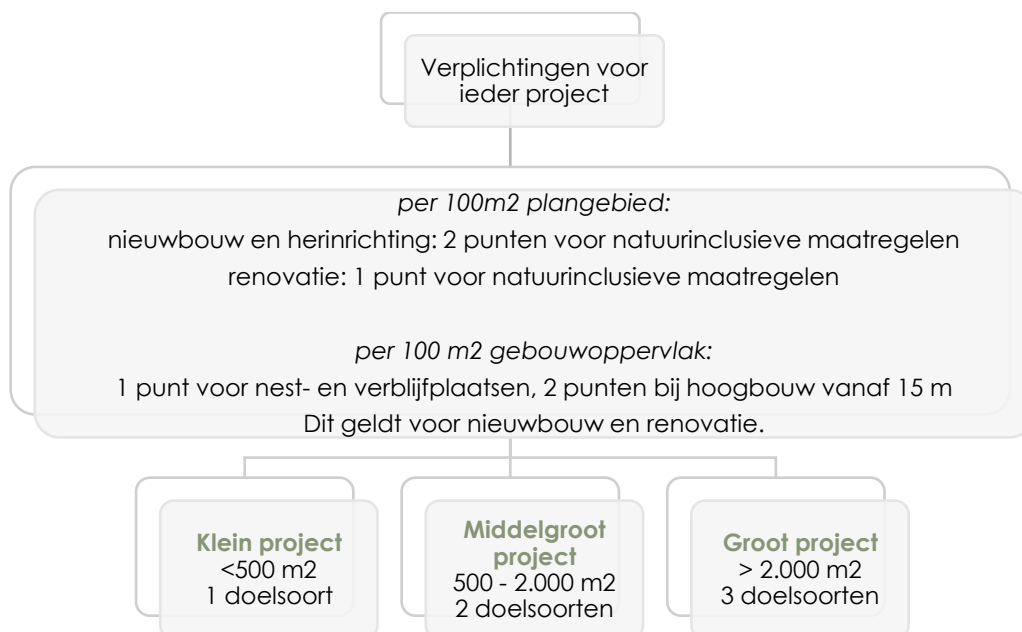 Verplichtingen voor
ieder project
per 100m2 plangebied:
nieuwbouw en herinrichting: 2 punten voor natuurinclusieve maatregelen
renovatie: 1 punt voor natuurinclusieve maatregelen
per 100 m2 gebouwoppervlak:
1 punt voor nest- en verblijfplaatsen, 2 punten bij hoogbouw vanaf 15 m
Dit geldt voor nieuwbouw en renovatie.
Klein project
<500 m2
1 doelsoort
Middelgroot
project
500 - 2.000 m2
2 doelsoorten
Groot project
> 2.000 m2
3 doelsoorten